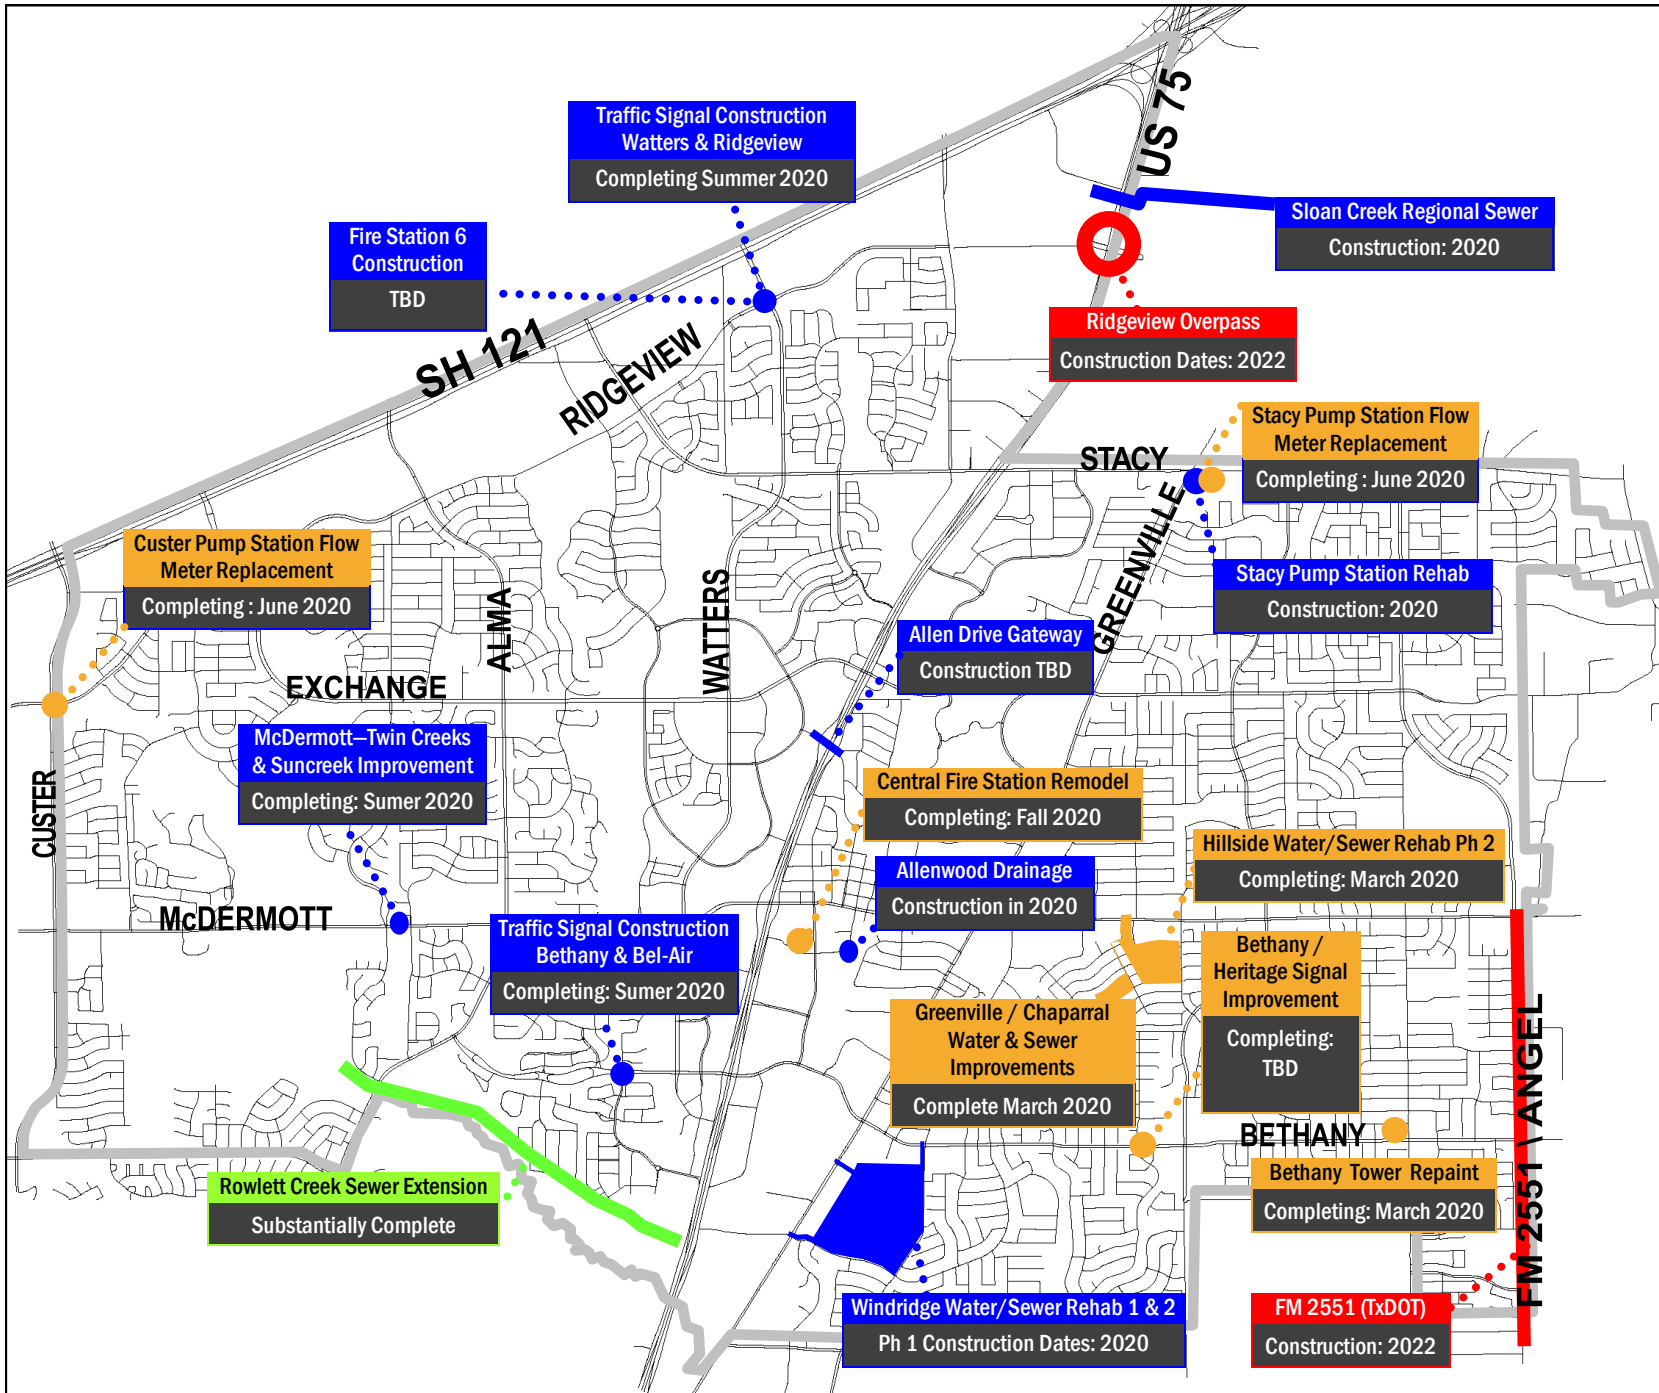 US 75
Traffic Signal Construction
Watters & Ridgeview
Completing Summer 2020
Sloan Creek Regional Sewer
Construction: 2020
Fire Station 6
Construction
TBD
Ridgeview Overpass
Construction Dates: 2022
SH 121
RIDGEVIEW
Stacy Pump Station Flow
Meter Replacement
Completing : June 2020
STACY
GREENVILLE
Custer Pump Station Flow
Meter Replacement
Completing : June 2020
Stacy Pump Station Rehab
Construction: 2020
ALMA
WATTERS
Allen Drive Gateway
Construction TBD
EXCHANGE
McDermott–Twin Creeks
& Suncreek Improvement
Completing: Sumer 2020
CUSTER
Central Fire Station Remodel
Completing: Fall 2020
Hillside Water/Sewer Rehab Ph 2
Completing: March 2020
Allenwood Drainage
Construction in 2020
McDERMOTT
Traffic Signal Construction
Bethany & Bel-Air
Completing: Sumer 2020
Bethany /
Heritage Signal
Improvement
Completing:
TBD
Greenville / Chaparral
Water & Sewer
Improvements
Complete March 2020
FM 2551 \ ANGEL
BETHANY
Bethany Tower Repaint
Completing: March 2020
Rowlett Creek Sewer Extension
Substantially Complete
Windridge Water/Sewer Rehab 1 & 2
Ph 1 Construction Dates: 2020
FM 2551 (TxDOT)
Construction: 2022